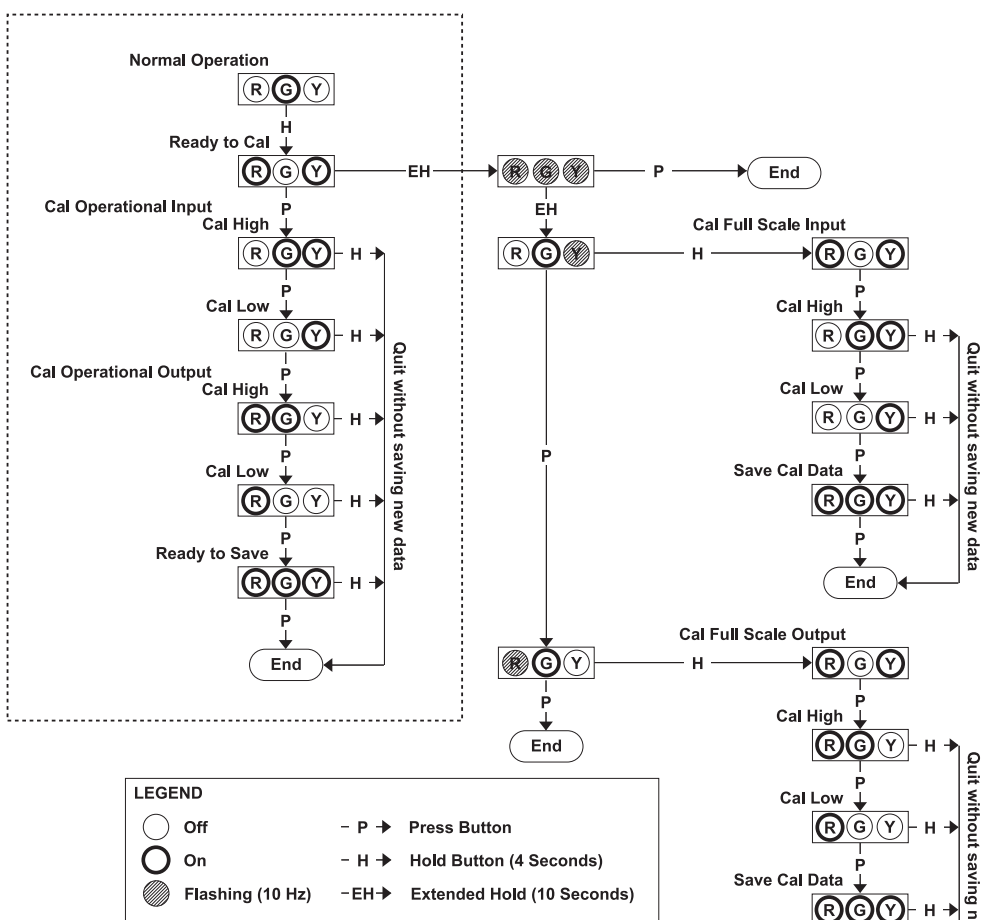 Normal Operation
R G Y
H
Ready to Cal
R G Y
EH
R G Y
P
End
P
EH
Cal Operational Input
Cal High
R G Y
H
P
Cal Low
R G Y
H
P
Cal Operational Output
Cal High
R G Y
H
P
Cal Low
R G Y
H
P
Ready to Save
R G Y
H
P
End
Quit without saving new data
R G Y
H
Cal Full Scale Input
R G Y
P
Cal High
R G Y
H
P
Cal Low
R G Y
H
P
Save Cal Data
R G Y
H
P
End
Quit without saving new data
P
R G Y
H
P
End
Cal Full Scale Output
R G Y
P
Cal High
R G Y
H
P
Cal Low
R G Y
H
P
Save Cal Data
R G Y
H
Quit without saving n
LEGEND
Off
P Press Button
On
H Hold Button (4 Seconds)
Flashing (10 Hz)
EH Extended Hold (10 Seconds)